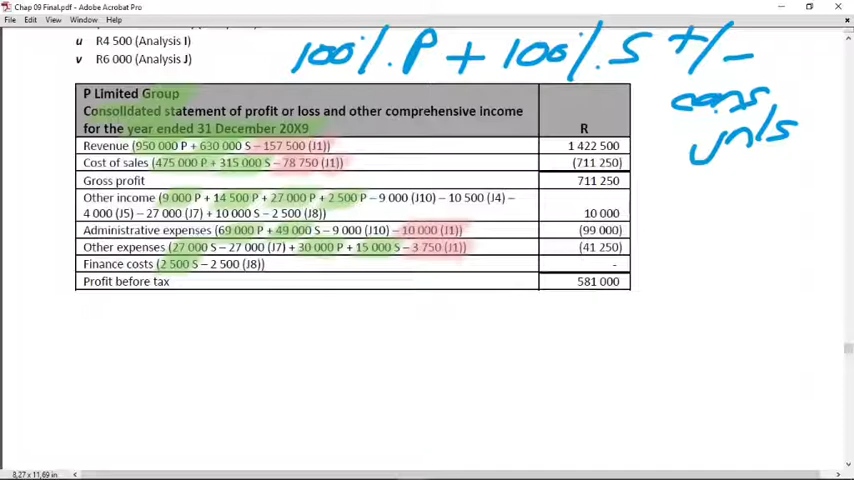 Chap 09 Final.pdf - Adobe Acrobat Pro
File Edit View Window Help
u R4 500 (Analysis I)
v R6 000 (Analysis J)
100%. P + 100%. S +/-
cons
jnls
P Limited Group
Consolidated statement of profit or loss and other comprehensive income
for the year ended 31 December 20X9 R
Revenue (950 000 P + 630 000 S – 157 500 (J1)) 1 422 500
Cost of sales (475 000 P + 315 000 S – 78 750 (J1)) (711 250)
Gross profit 711 250
Other income (9 000 P + 14 500 P + 27 000 P + 2 500 P – 9 000 (J10) – 10 500 (J4) –
4 000 (J5) – 27 000 (J7) + 10 000 S – 2 500 (J8)) 10 000
Administrative expenses (69 000 P + 49 000 S – 9 000 (J10) – 10 000 (J1)) (99 000)
Other expenses (27 000 S – 27 000 (J7) + 30 000 P + 15 000 S – 3 750 (J1)) (41 250)
Finance costs (2 500 S – 2 500 (J8)) -
Profit before tax 581 000
8,27 x 11,69 in